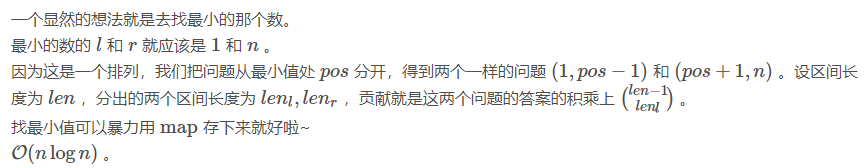 一个显然的想法就是去找最小的那个数。
最小的数的 l 和 r 就应该是 1 和 n 。
因为这是一个排列，我们把问题从最小值处 pos 分开，得到两个一样的问题 (1, pos − 1) 和 (pos + 1, n) 。设区间长
度为 len ，分出的两个区间长度为 len_l, len_r ，贡献就是这两个问题的答案的积乘上 \binom{len-1}{len_l} 。
找最小值可以暴力用 map 存下来就好啦~
O(n log n) 。